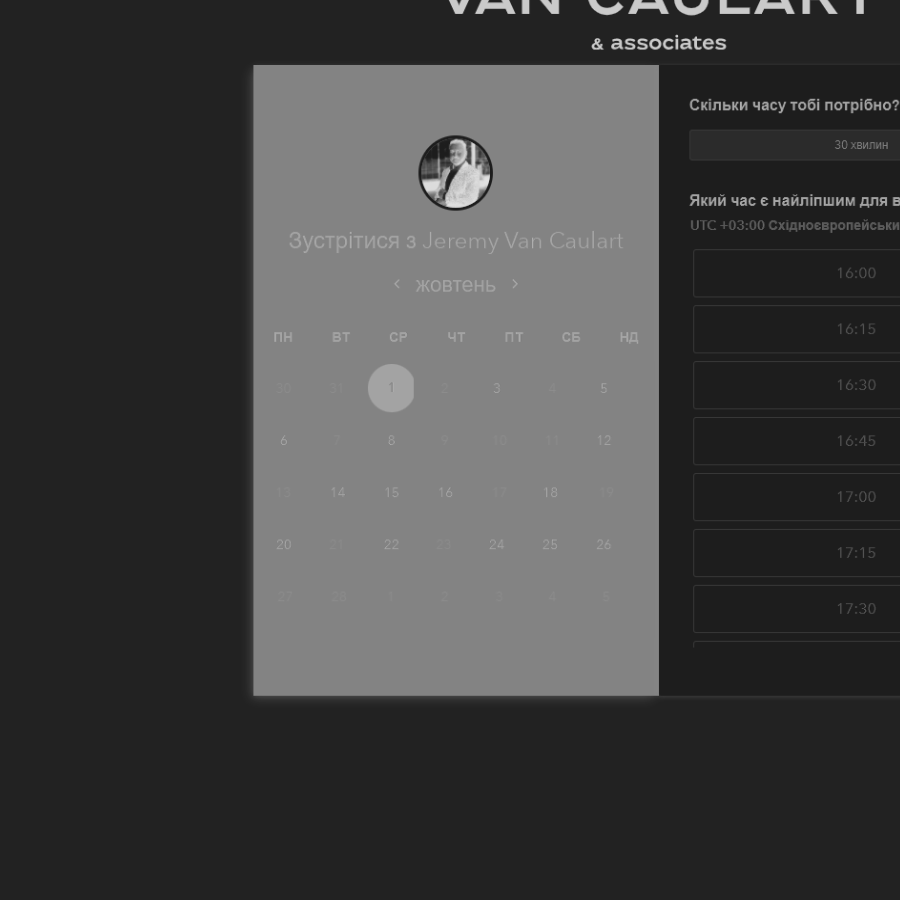 VAN CAULART
& associates
Зустрітися з Jeremy Van Caulart
‹ жовтень ›
ПН ВТ СР ЧТ ПТ СБ НД
30 31 1 2 3 4 5
6 7 8 9 10 11 12
13 14 15 16 17 18 19
20 21 22 23 24 25 26
27 28 1 2 3 4 5
Скільки часу тобі потрібно?
30 хвилин
Який час є найліпшим для в
UTC +03:00 Східноєвропейськи
16:00
16:15
16:30
16:45
17:00
17:15
17:30